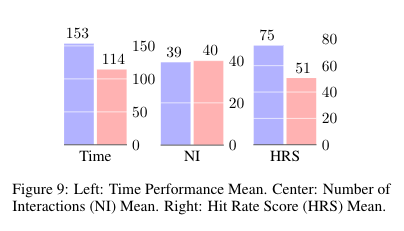 153 114 150 100 50 0 Time
39 40 40 20 0 NI
75 51 80 60 40 20 0 HRS
Figure 9: Left: Time Performance Mean. Center: Number of
Interactions (NI) Mean. Right: Hit Rate Score (HRS) Mean.